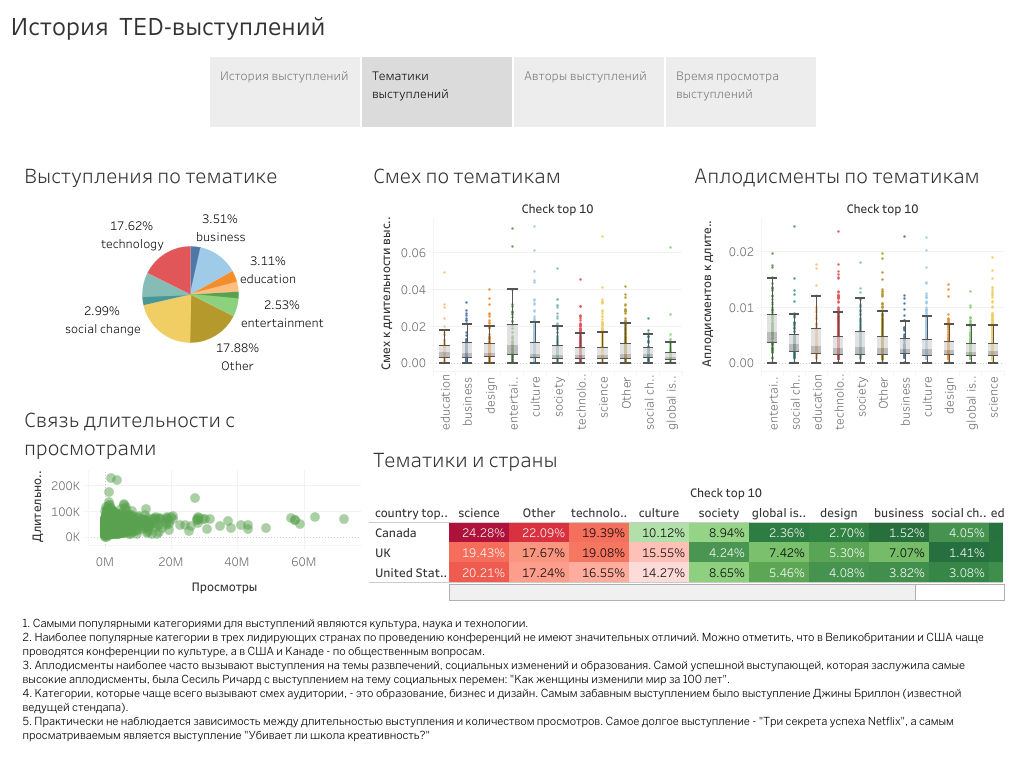 История TED-выступлений
История выступлений
Тематики
выступлений
Авторы выступлений
Время просмотра
выступлений
Выступления по тематике
17.62%
technology
3.51%
business
3.11%
education
2.99%
social change
2.53%
entertainment
17.88%
Other
Смех по тематикам
Check top 10
Смех к длительности выс..
0.06
0.04
0.02
0.00
education
business
design
entertai..
culture
society
technolo..
science
Other
social ch..
global is..
Аплодисменты по тематикам
Check top 10
Аплодисментов к длите..
0.02
0.01
0.00
entertai..
social ch..
education
technolo..
society
Other
business
culture
design
global is..
science
Связь длительности с
просмотрами
Длительно..
200K
100K
0K
0M 20M 40M 60M
Просмотры
Тематики и страны
Check top 10
country top.. science Other technolo.. culture society global is.. design business social ch.. ed
Canada 24.28% 22.09% 19.39% 10.12% 8.94% 2.36% 2.70% 1.52% 4.05%
UK 19.43% 17.67% 19.08% 15.55% 4.24% 7.42% 5.30% 7.07% 1.41%
United Stat.. 20.21% 17.24% 16.55% 14.27% 8.65% 5.46% 4.08% 3.82% 3.08%
1. Самыми популярными категориями для выступлений являются культура, наука и технологии.
2. Наиболее популярные категории в трех лидирующих странах по проведению конференций не имеют значительных отличий. Можно отметить, что в Великобритании и США чаще
проводятся конференции по культуре, а в США и Канаде - по общественным вопросам.
3. Аплодисменты наиболее часто вызывают выступления на темы развлечений, социальных изменений и образования. Самой успешной выступающей, которая заслужила самые
высокие аплодисменты, была Сесиль Ричард с выступлением на тему социальных перемен: "Как женщины изменили мир за 100 лет".
4. Категории, которые чаще всего вызывают смех аудитории, - это образование, бизнес и дизайн. Самым забавным выступлением было выступление Джины Бриллон (известной
ведущей стендапа).
5. Практически не наблюдается зависимость между длительностью выступления и количеством просмотров. Самое долгое выступление - "Три секрета успеха Netflix", а самым
просматриваемым является выступление "Убивает ли школа креативность?"